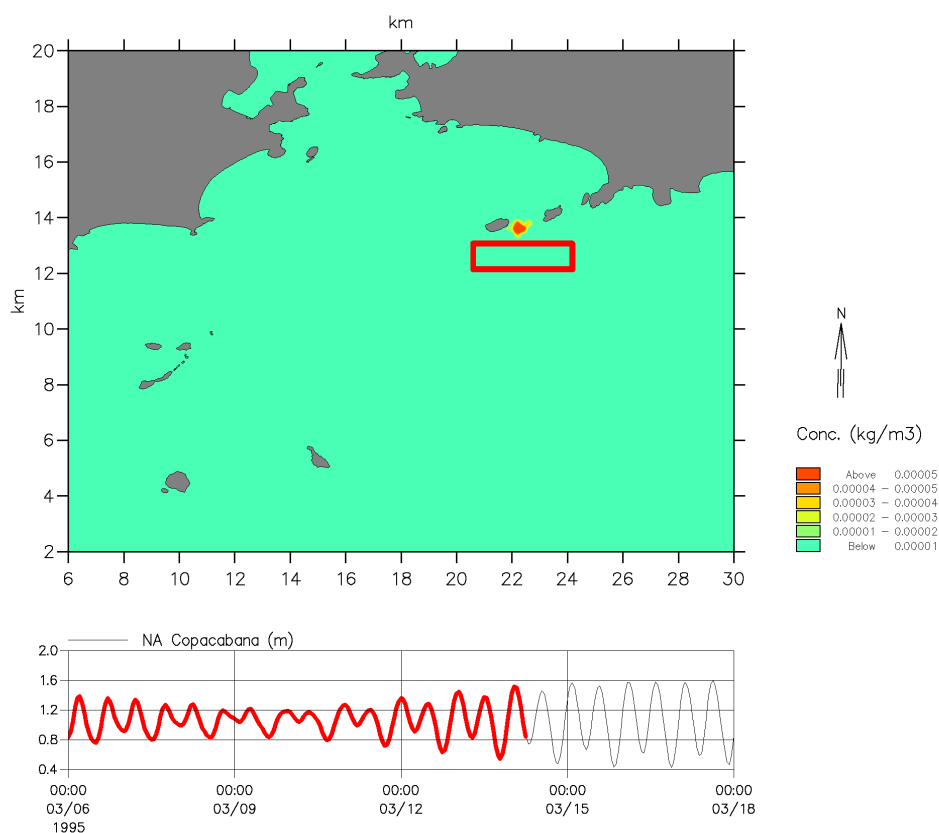 km
20
18
16
14
12
10
8
6
4
2
km
6 8 10 12 14 16 18 20 22 24 26 28 30
N
Conc. (kg/m3)
Above 0.00005
0.00004 - 0.00005
0.00003 - 0.00004
0.00002 - 0.00003
0.00001 - 0.00002
Below 0.00001
NA Copacabana (m)
2.0
1.6
1.2
0.8
0.4
00:00 00:00 00:00 00:00 00:00
03/06 03/09 03/12 03/15 03/18
1995